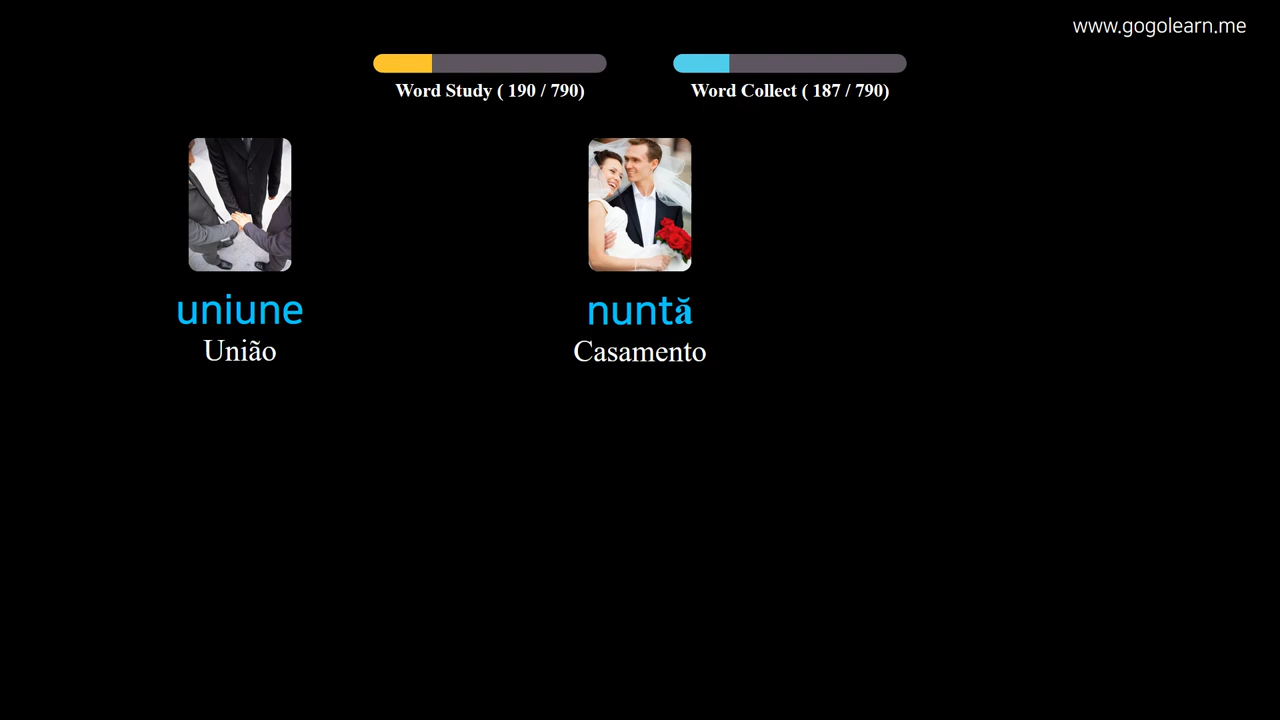 www.gogolearn.me
Word Study ( 190 / 790)
Word Collect ( 187 / 790)
uniune
União
nuntă
Casamento